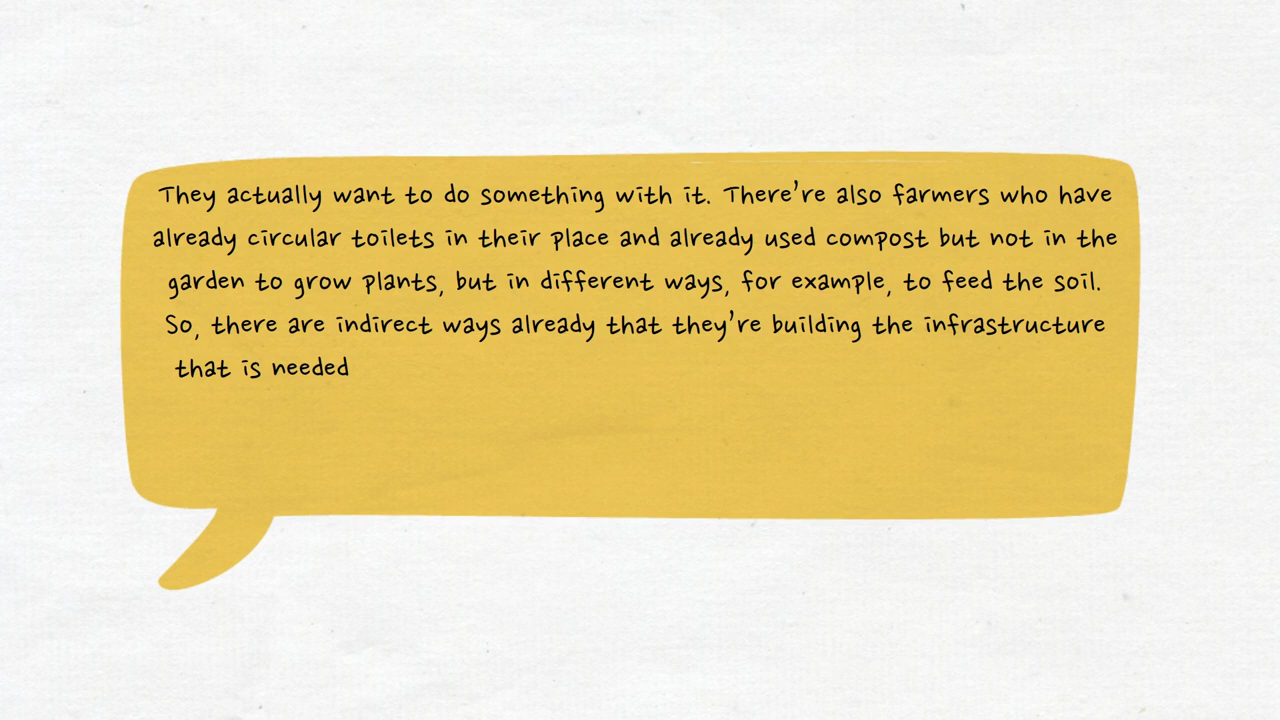 They actually want to do something with it. There're also farmers who have
already circular toilets in their place and already used compost but not in the
garden to grow plants, but in different ways, for example, to feed the soil.
So, there are indirect ways already that they're building the infrastructure
that is needed